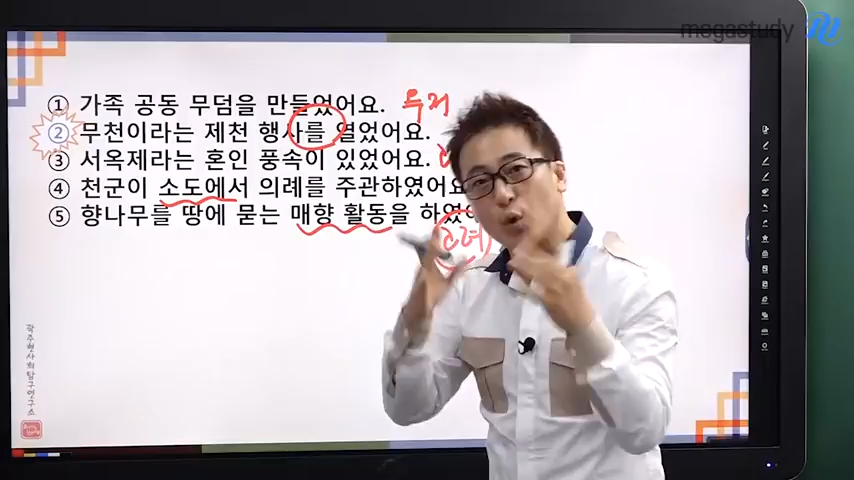 megastudy
① 가족 공동 무덤을 만들었어요.
② 무천이라는 제천 행사를 열었어요.
③ 서옥제라는 혼인 풍속이 있었어요.
④ 천군이 소도에서 의례를 주관하였어요
⑤ 향나무를 땅에 묻는 매향 활동을 하였
고려